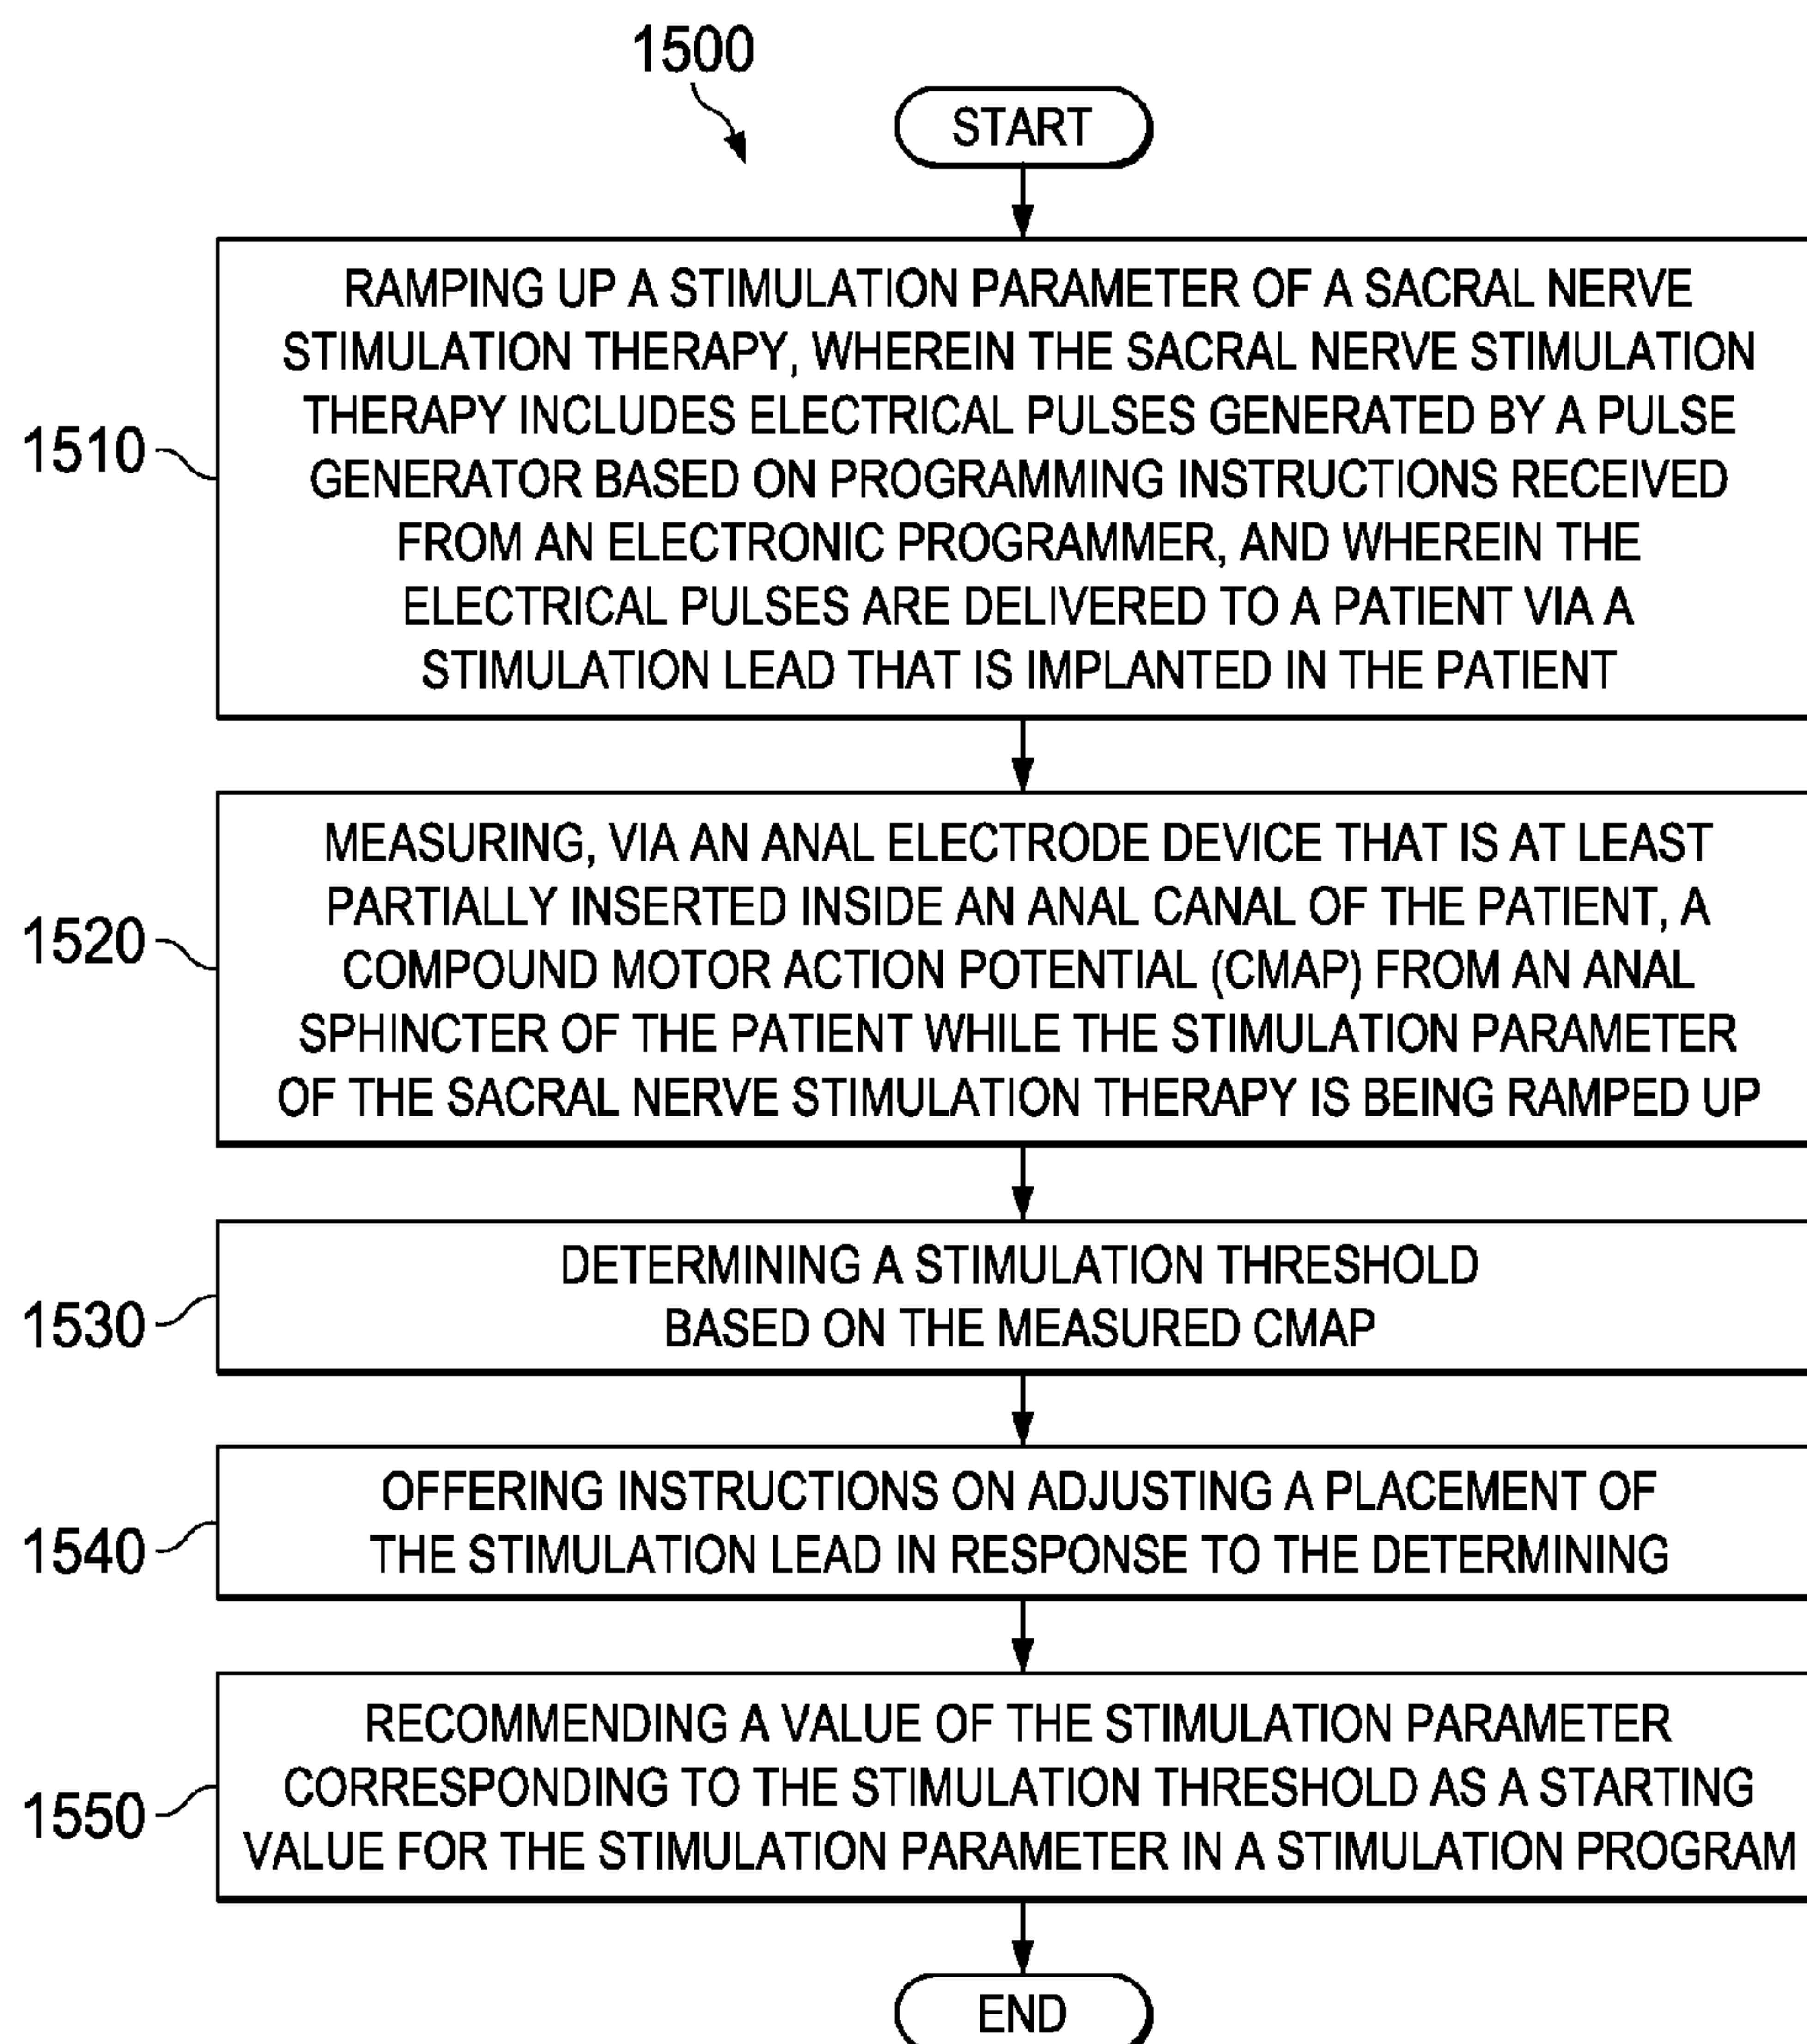 1500
START
RAMPING UP A STIMULATION PARAMETER OF A SACRAL NERVE
STIMULATION THERAPY, WHEREIN THE SACRAL NERVE STIMULATION
THERAPY INCLUDES ELECTRICAL PULSES GENERATED BY A PULSE
GENERATOR BASED ON PROGRAMMING INSTRUCTIONS RECEIVED
FROM AN ELECTRONIC PROGRAMMER, AND WHEREIN THE
ELECTRICAL PULSES ARE DELIVERED TO A PATIENT VIA A
STIMULATION LEAD THAT IS IMPLANTED IN THE PATIENT
1510
MEASURING, VIA AN ANAL ELECTRODE DEVICE THAT IS AT LEAST
PARTIALLY INSERTED INSIDE AN ANAL CANAL OF THE PATIENT, A
COMPOUND MOTOR ACTION POTENTIAL (CMAP) FROM AN ANAL
SPHINCTER OF THE PATIENT WHILE THE STIMULATION PARAMETER
OF THE SACRAL NERVE STIMULATION THERAPY IS BEING RAMPED UP
1520
DETERMINING A STIMULATION THRESHOLD
BASED ON THE MEASURED CMAP
1530
OFFERING INSTRUCTIONS ON ADJUSTING A PLACEMENT OF
THE STIMULATION LEAD IN RESPONSE TO THE DETERMINING
1540
RECOMMENDING A VALUE OF THE STIMULATION PARAMETER
CORRESPONDING TO THE STIMULATION THRESHOLD AS A STARTING
VALUE FOR THE STIMULATION PARAMETER IN A STIMULATION PROGRAM
1550
END